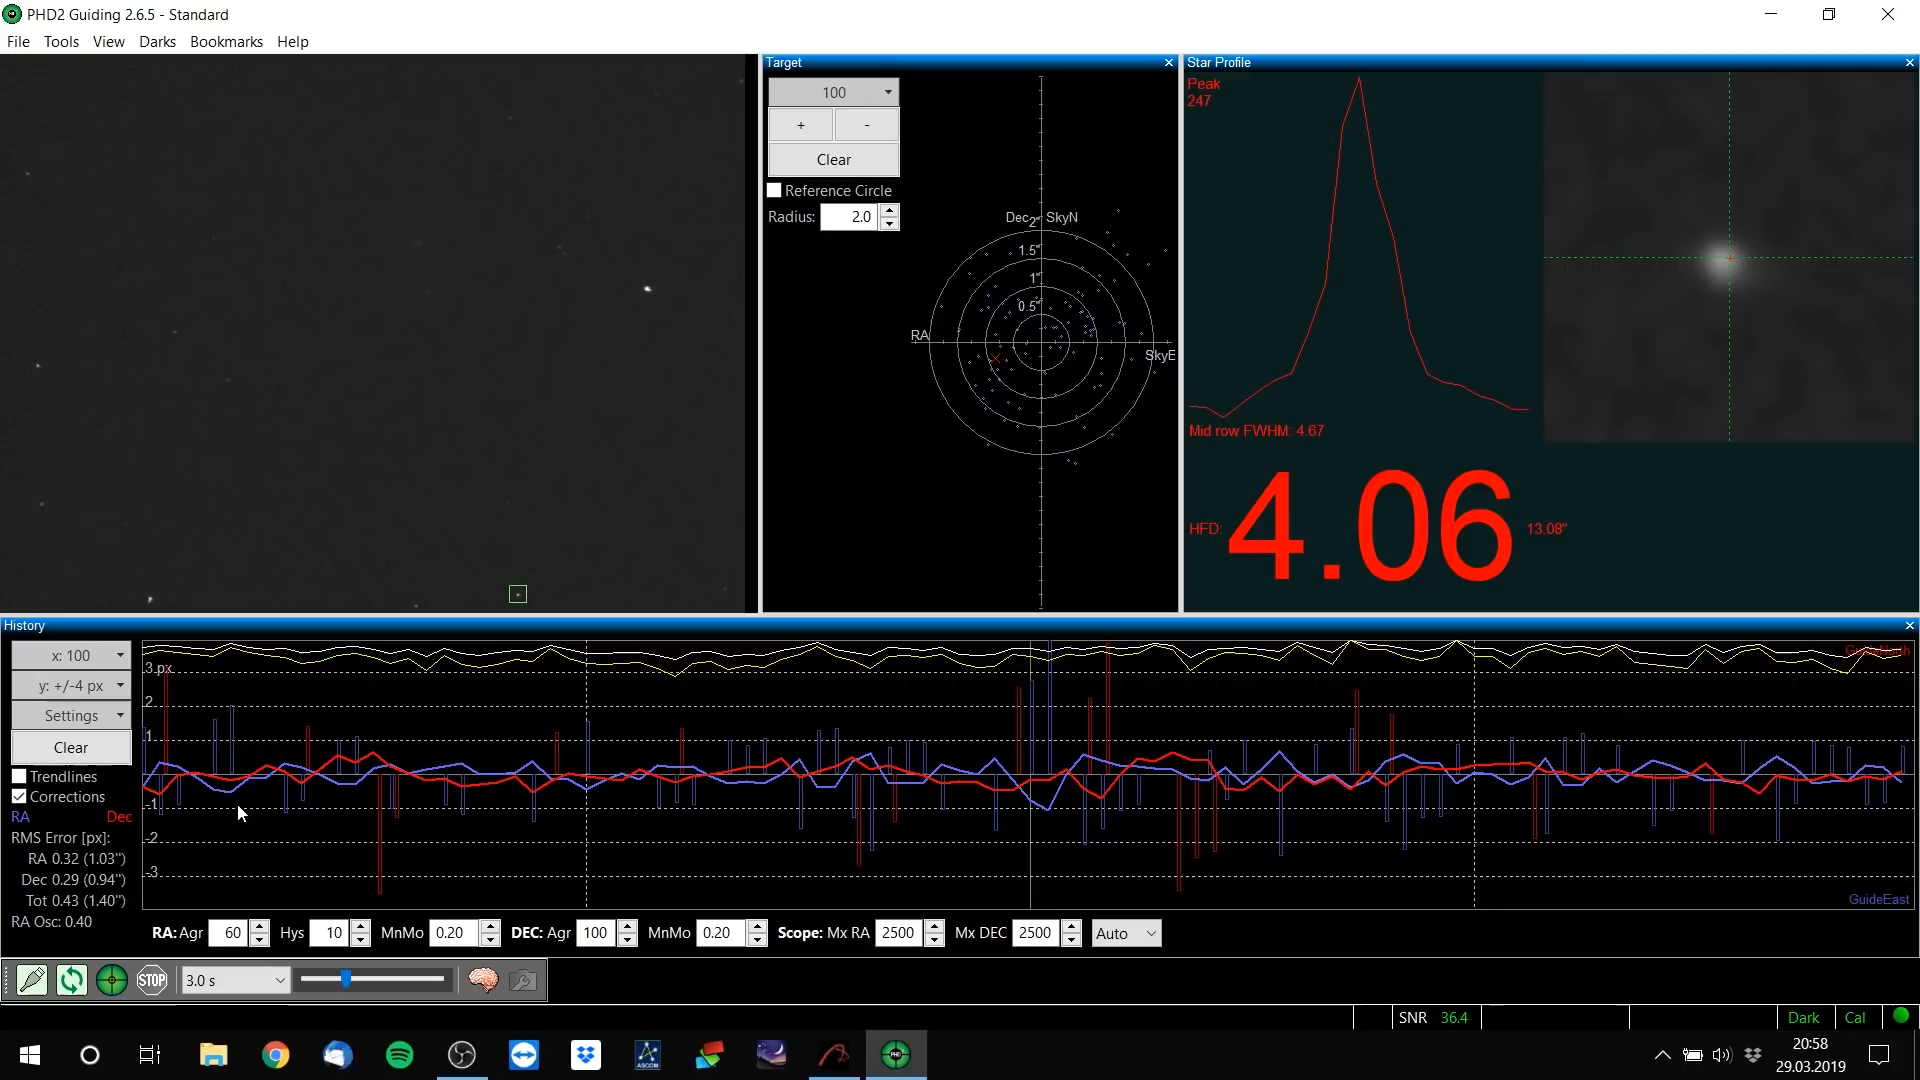 PHD2 Guiding 2.6.5 - Standard
File Tools View Darks Bookmarks Help
Target
100
+ -
Clear
Reference Circle
Radius: 2.0
Dec 2" SkyN
1.5"
1"
0.5"
RA
SkyE
Star Profile
Peak
247
Mid row FWHM: 4.67
HFD: 4.06 13.08"
History
x: 100
y: +/-4 px
Settings
Clear
Trendlines
Corrections
RA Dec
RMS Error [px]:
RA 0.32 (1.03")
Dec 0.29 (0.94")
Tot 0.43 (1.40")
RA Osc: 0.40
3 px
2
1
-1
-2
-3
GuideNorth
GuideEast
RA: Agr 60 Hys 10 MnMo 0.20 DEC: Agr 100 MnMo 0.20 Scope: Mx RA 2500 Mx DEC 2500 Auto
STOP 3.0 s
SNR 36.4 Dark Cal
ASCOM
PHD
20:58
29.03.2019